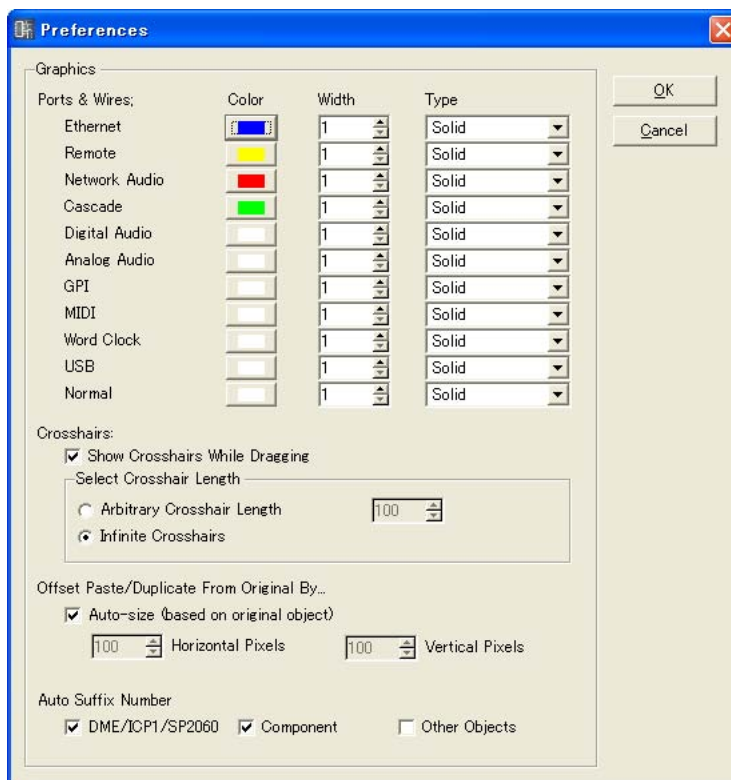 Preferences
Graphics
Ports & Wires; Color Width Type
Ethernet 1 Solid
Remote 1 Solid
Network Audio 1 Solid
Cascade 1 Solid
Digital Audio 1 Solid
Analog Audio 1 Solid
GPI 1 Solid
MIDI 1 Solid
Word Clock 1 Solid
USB 1 Solid
Normal 1 Solid
Crosshairs:
Show Crosshairs While Dragging
Select Crosshair Length
Arbitrary Crosshair Length 100
Infinite Crosshairs
Offset Paste/Duplicate From Original By...
Auto-size (based on original object)
100 Horizontal Pixels 100 Vertical Pixels
Auto Suffix Number
DME/ICP1/SP2060 Component Other Objects
OK
Cancel